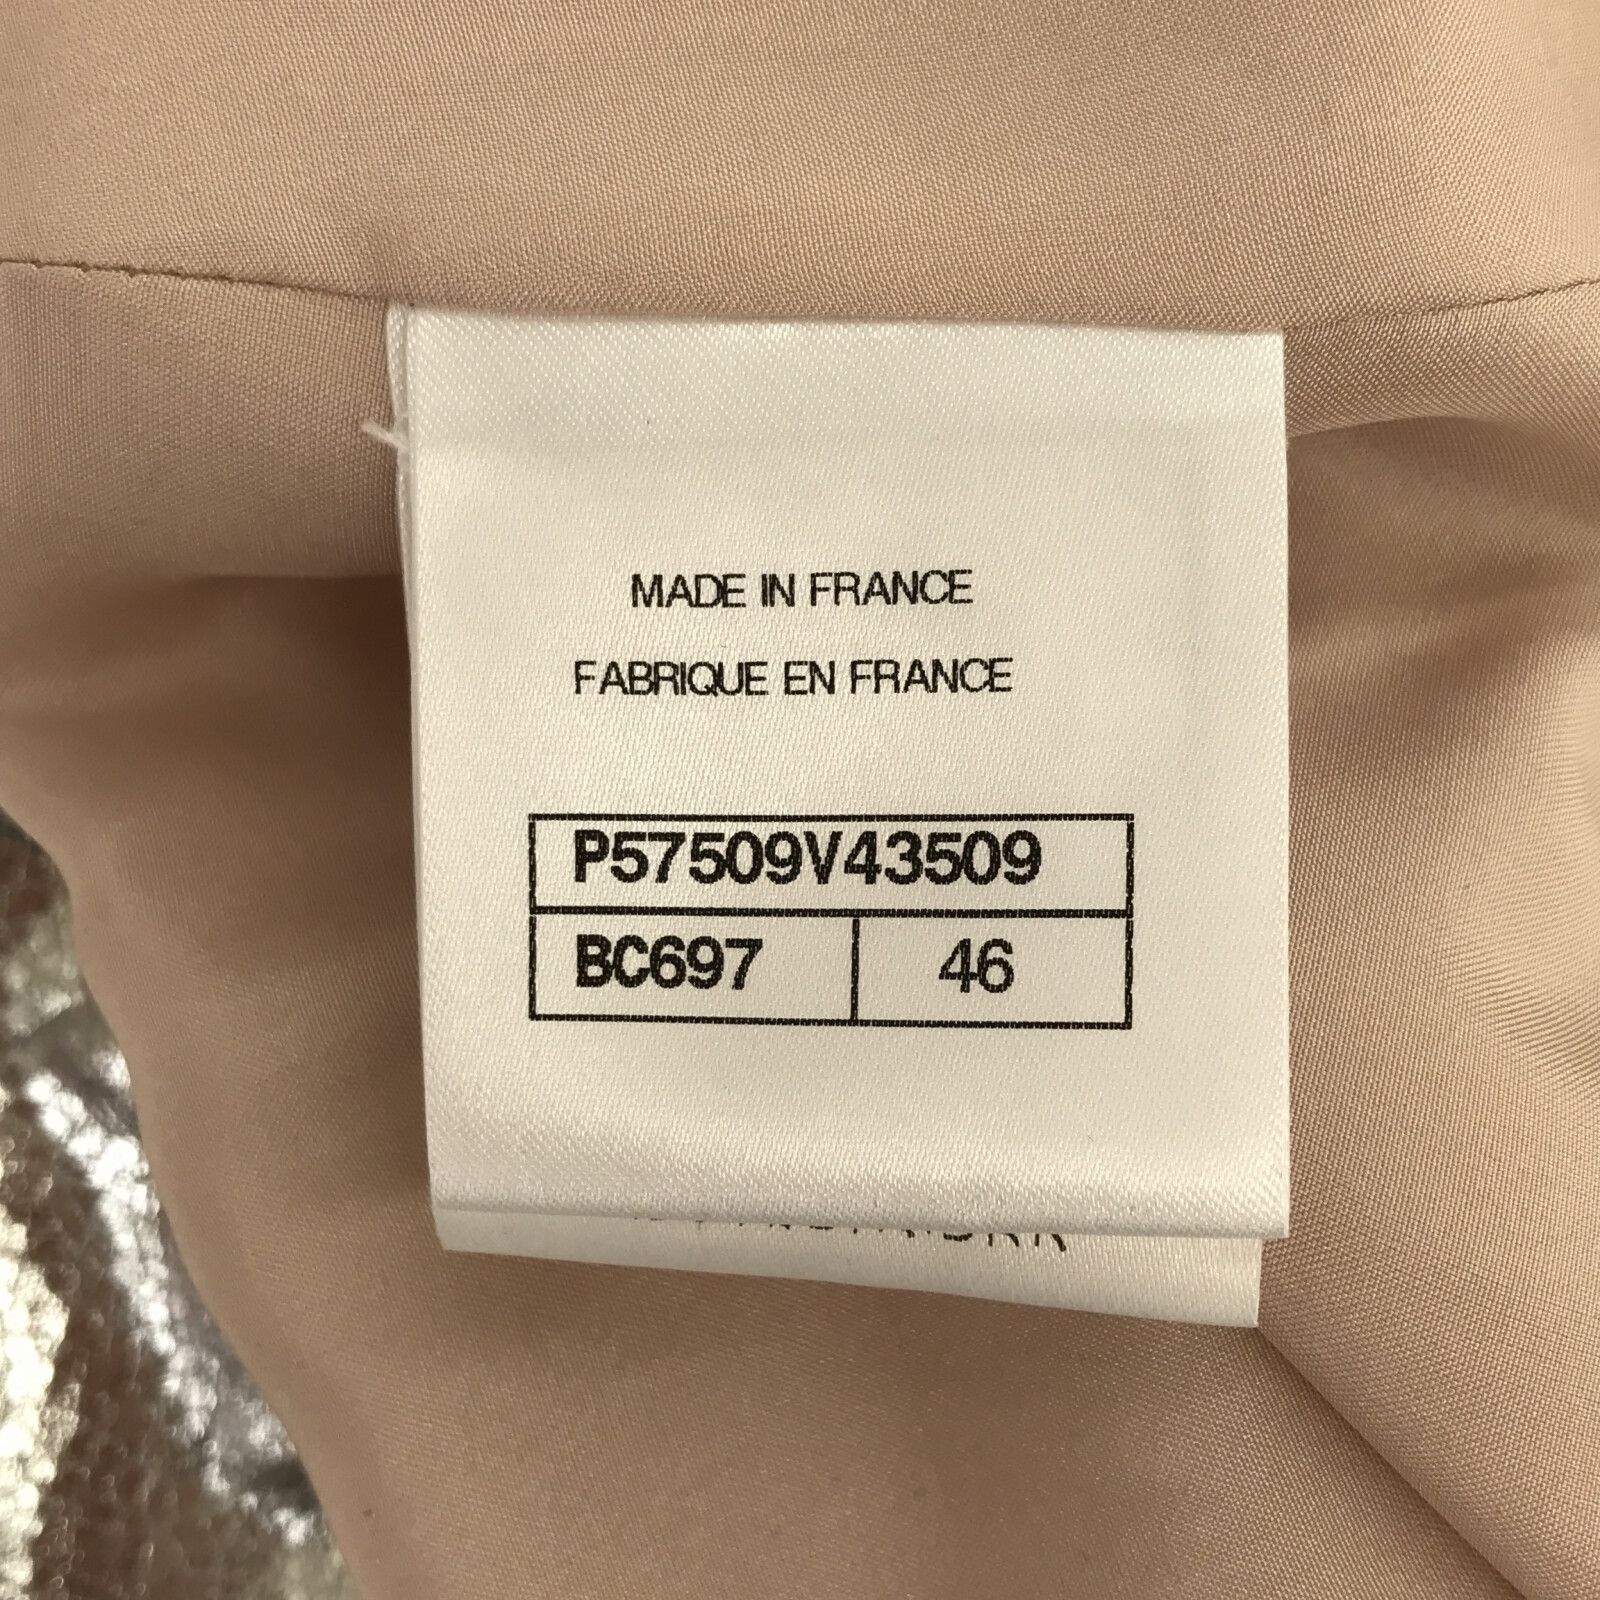 MADE IN FRANCE
FABRIQUE EN FRANCE
P57509V43509
BC697 46